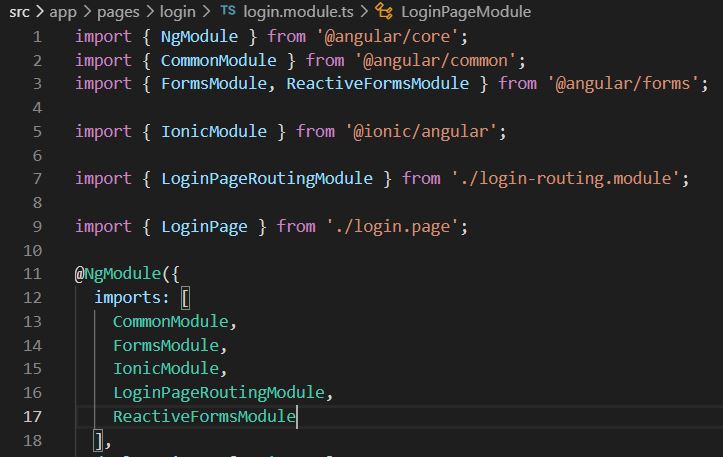 src > app > pages > login > TS login.module.ts > LoginPageModule
1 import { NgModule } from '@angular/core';
2 import { CommonModule } from '@angular/common';
3 import { FormsModule, ReactiveFormsModule } from '@angular/forms';
4
5 import { IonicModule } from '@ionic/angular';
6
7 import { LoginPageRoutingModule } from './login-routing.module';
8
9 import { LoginPage } from './login.page';
10
11 @NgModule({
12 imports: [
13 CommonModule,
14 FormsModule,
15 IonicModule,
16 LoginPageRoutingModule,
17 ReactiveFormsModule
18 ],